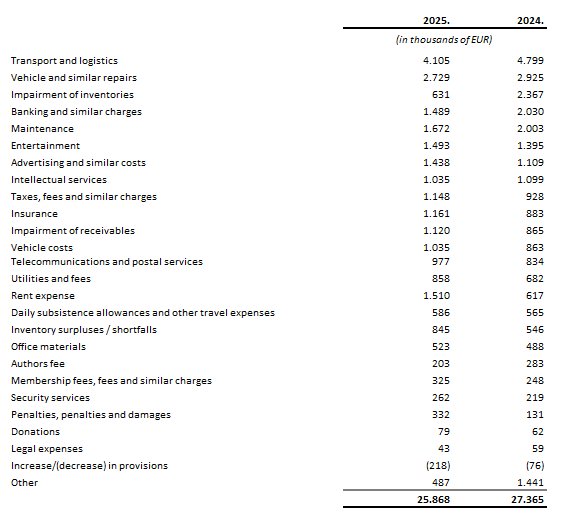 2025. 2024.
(in thousands of EUR)
Transport and logistics 4.105 4.799
Vehicle and similar repairs 2.729 2.925
Impairment of inventories 631 2.367
Banking and similar charges 1.489 2.030
Maintenance 1.672 2.003
Entertainment 1.493 1.395
Advertising and similar costs 1.438 1.109
Intellectual services 1.035 1.099
Taxes, fees and similar charges 1.148 928
Insurance 1.161 883
Impairment of receivables 1.120 865
Vehicle costs 1.035 863
Telecommunications and postal services 977 834
Utilities and fees 858 682
Rent expense 1.510 617
Daily subsistence allowances and other travel expenses 586 565
Inventory surpluses / shortfalls 845 546
Office materials 523 488
Authors fee 203 283
Membership fees, fees and similar charges 325 248
Security services 262 219
Penalties, penalties and damages 332 131
Donations 79 62
Legal expenses 43 59
Increase/(decrease) in provisions (218) (76)
Other 487 1.441
25.868 27.365